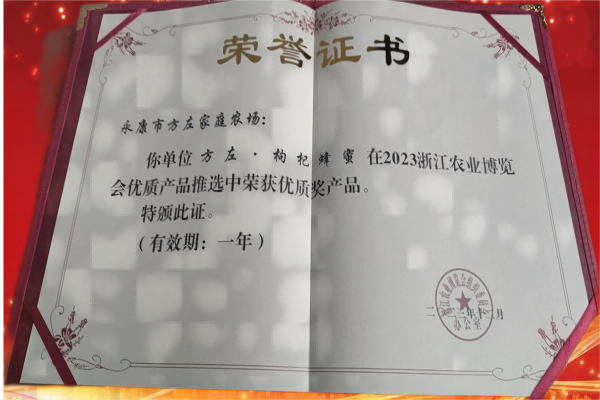 荣誉证书
永康市方左家庭农场：
你单位方左·枸杞蜂蜜在2023浙江农业博览
会优质产品推选中荣获优质奖产品。
特颁此证。
（有效期：一年）